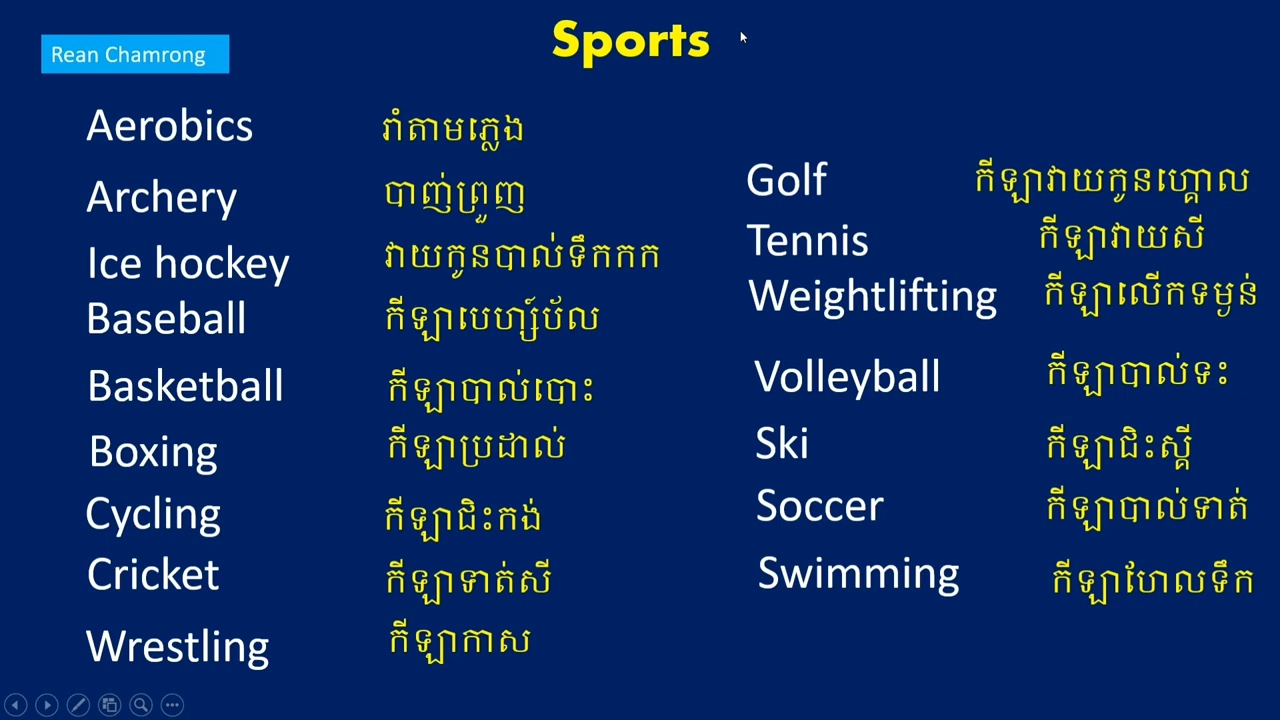 Sports
Rean Chamrong
Aerobics រាំតាមភ្លេង
Archery បាញ់ព្រួញ
Ice hockey វាយកូនបាល់ទឹកកក
Baseball កីឡាបេហ្ស៍ប័ល
Basketball កីឡាបាល់បោះ
Boxing កីឡាប្រដាល់
Cycling កីឡាជិះកង់
Cricket កីឡាទាត់សី
Wrestling កីឡាកាស
Golf កីឡាវាយកូនហ្គោល
Tennis កីឡាវាយសី
Weightlifting កីឡាលើកទម្ងន់
Volleyball កីឡាបាល់ទះ
Ski កីឡាជិះស្គី
Soccer កីឡាបាល់ទាត់
Swimming កីឡាហែលទឹក